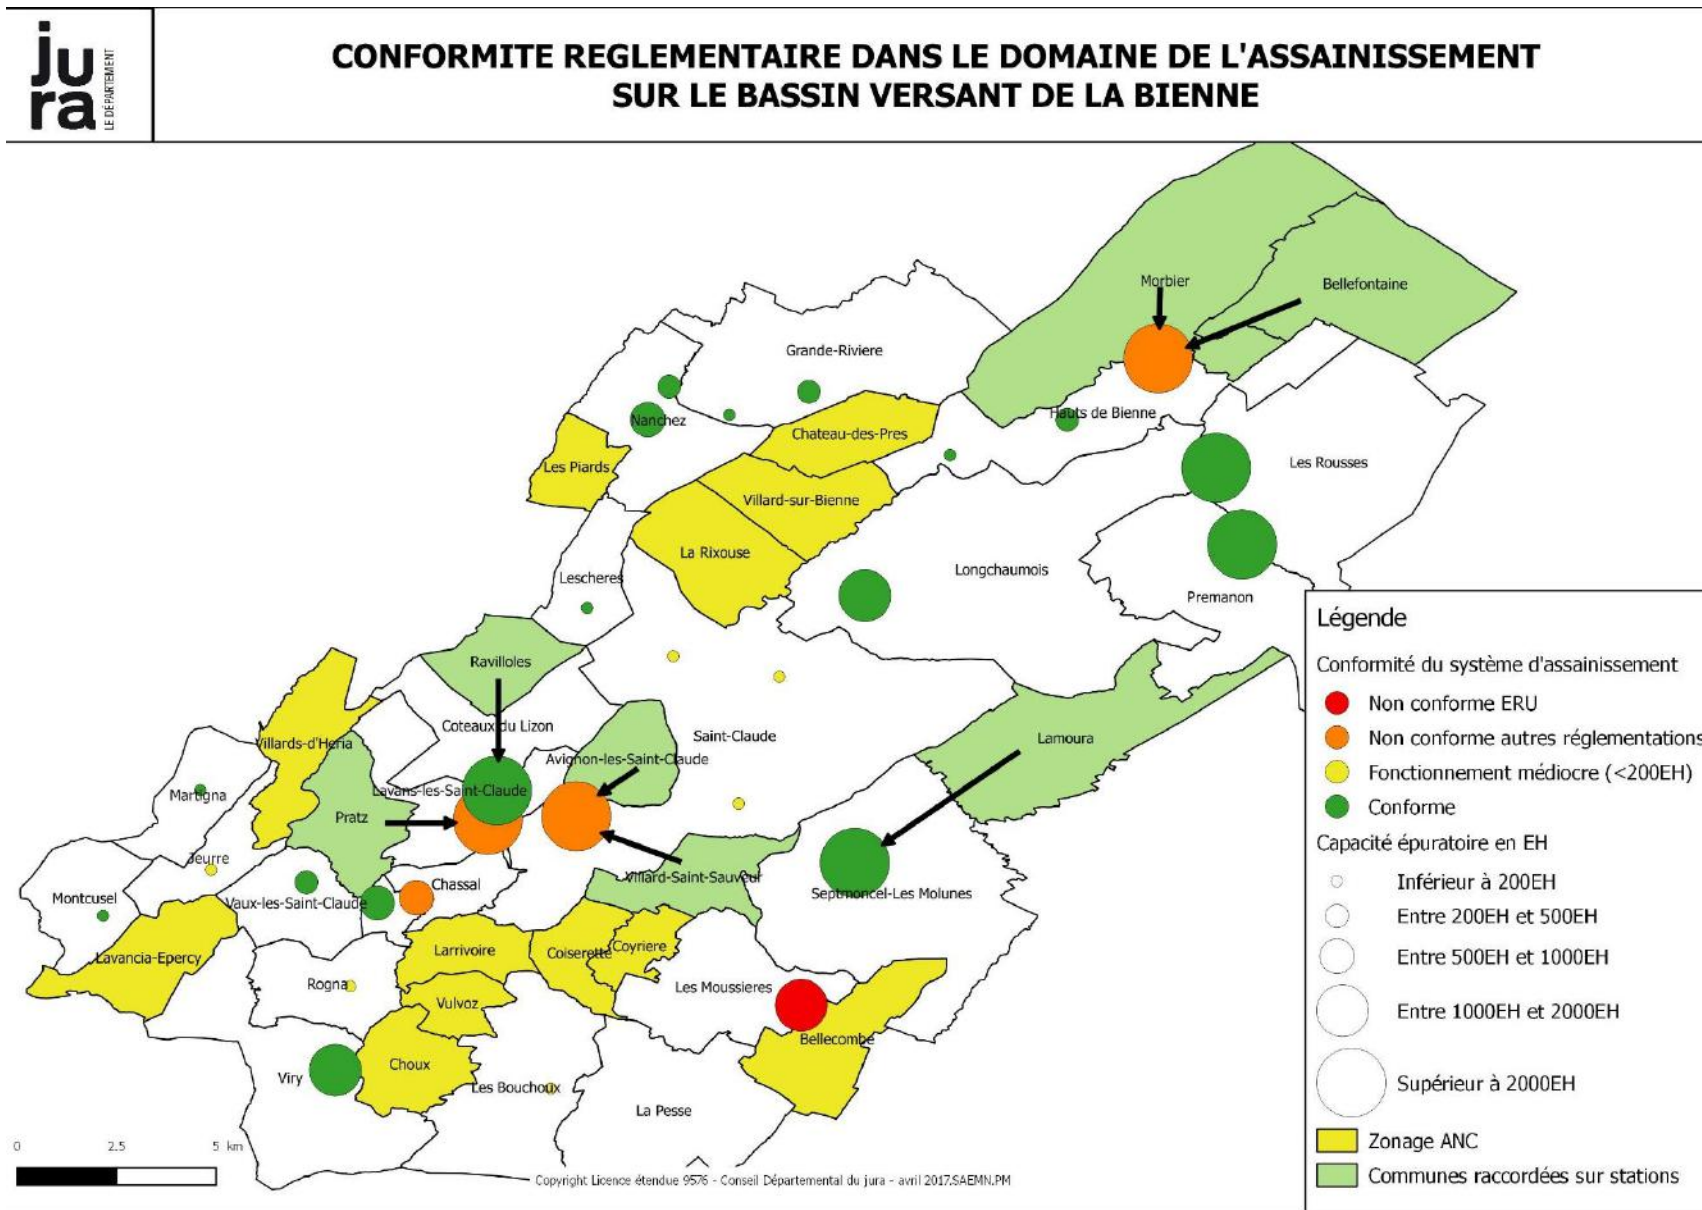 jura
LE DÉPARTEMENT
CONFORMITE REGLEMENTAIRE DANS LE DOMAINE DE L'ASSAINISSEMENT
SUR LE BASSIN VERSANT DE LA BIENNE
Morbier
Bellefontaine
Grande-Riviere
Nanchez
Hauts de Bienne
Chateau-des-Pres
Les Piards
Les Rousses
Villard-sur-Bienne
La Rixouse
Lescheres
Longchaumois
Premanon
Ravilloles
Coteaux du Lizon
Saint-Claude
Lamoura
Villards-d'Heria
Avignon-les-Saint-Claude
Martigna
Lavans-les-Saint-Claude
Pratz
Jeurre
Chassal
Villard-Saint-Sauveur
Septmoncel-Les Molunes
Montcusel
Vaux-les-Saint-Claude
Lavancia-Epercy
Larrivoire
Coiserette
Coyriere
Rogna
Vulvoz
Les Moussieres
Bellecombe
Viry
Choux
Les Bouchoux
La Pesse
Légende
Conformité du système d'assainissement
Non conforme ERU
Non conforme autres réglementations
Fonctionnement médiocre (<200EH)
Conforme
Capacité épuratoire en EH
Inférieur à 200EH
Entre 200EH et 500EH
Entre 500EH et 1000EH
Entre 1000EH et 2000EH
Supérieur à 2000EH
Zonage ANC
Communes raccordées sur stations
0 2.5 5 km
Copyright Licence étendue 9576 - Conseil Départemental du jura - avril 2017.SAEMN.PM